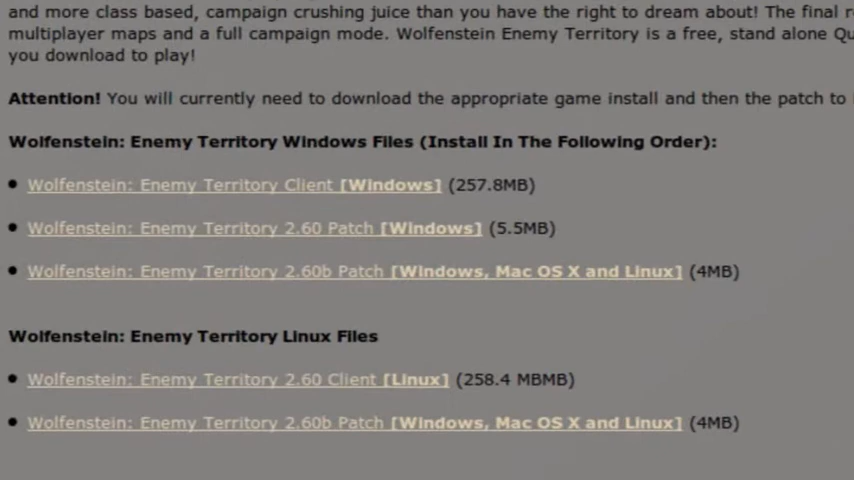 and more class based, campaign crushing juice than you have the right to dream about! The final
multiplayer maps and a full campaign mode. Wolfenstein Enemy Territory is a free, stand alone
you download to play!
Attention! You will currently need to download the appropriate game install and then the patch to
Wolfenstein: Enemy Territory Windows Files (Install In The Following Order):
• Wolfenstein: Enemy Territory Client [Windows] (257.8MB)
• Wolfenstein: Enemy Territory 2.60 Patch [Windows] (5.5MB)
• Wolfenstein: Enemy Territory 2.60b Patch [Windows, Mac OS X and Linux] (4MB)
Wolfenstein: Enemy Territory Linux Files
• Wolfenstein: Enemy Territory 2.60 Client [Linux] (258.4 MBMB)
• Wolfenstein: Enemy Territory 2.60b Patch [Windows, Mac OS X and Linux] (4MB)